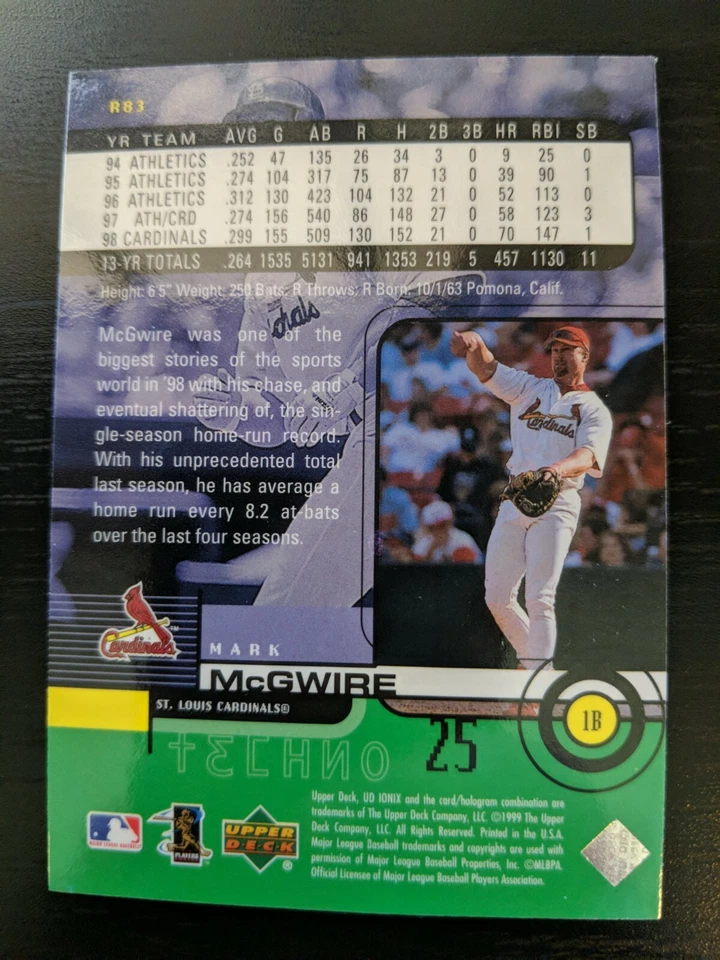 R83
YR TEAM AVG G AB R H 2B 3B HR RBI SB
94 ATHLETICS .252 47 135 26 34 3 0 9 25 0
95 ATHLETICS .274 104 317 75 87 13 0 39 90 1
96 ATHLETICS .312 130 423 104 132 21 0 52 113 0
97 ATH/CRD .274 156 540 86 148 27 0 58 123 3
98 CARDINALS .299 155 509 130 152 21 0 70 147 1
13-YR TOTALS .264 1535 5131 941 1353 219 5 457 1130 11
Height: 6'5" Weight: 250 Bats: R Throws: R Born: 10/1/63 Pomona, Calif.
McGwire was one of the
biggest stories of the sports
world in '98 with his chase, and
eventual shattering of, the sin-
gle-season home-run record.
With his unprecedented total
last season, he has average a
home run every 8.2 at-bats
over the last four seasons.
Cardinals
Cardinals™
MARK
McGWIRE
ST. LOUIS CARDINALS®
1B
25
TECHNO
Upper Deck, UD IONIX and the card/hologram combination are
trademarks of The Upper Deck Company, LLC. ©1999 The Upper
Deck Company, LLC. All Rights Reserved. Printed in the U.S.A.
Major League Baseball trademarks and copyrights are used with
permission of Major League Baseball Properties, Inc. ©MLBPA.
Official Licensee of Major League Baseball Players Association.
MAJOR LEAGUE BASEBALL
PLAYERS
UPPER
DECK®